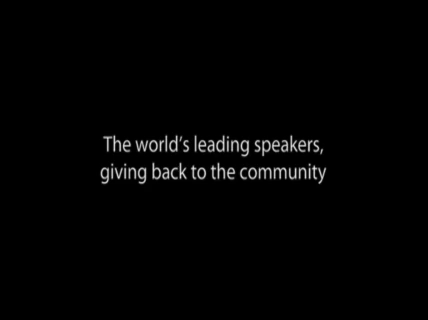 The world's leading speakers,
giving back to the community